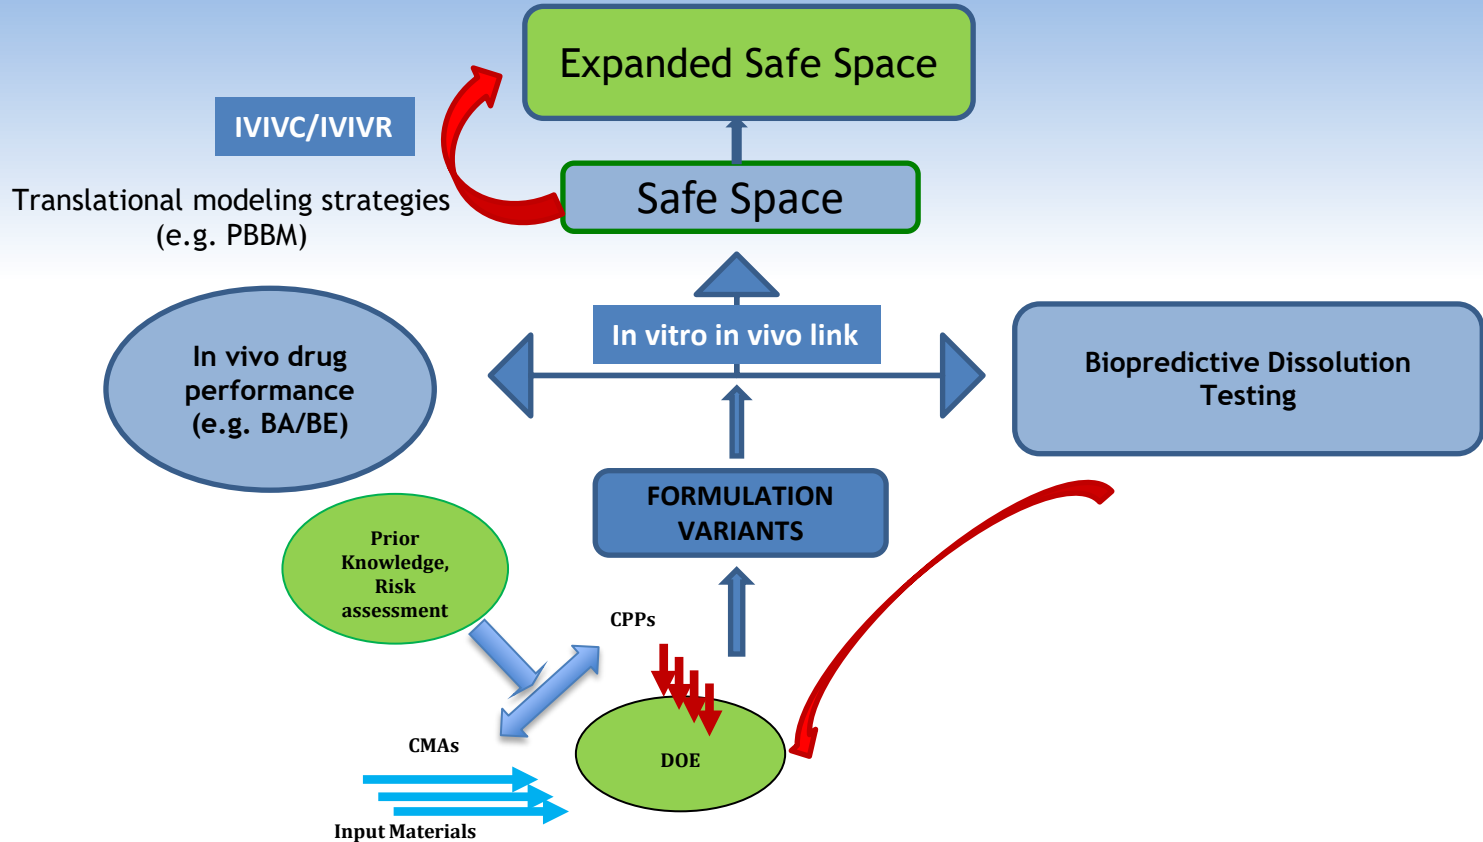 Expanded Safe Space
IVIVC/IVIVR
Safe Space
Translational modeling strategies
(e.g. PBBM)
In vitro in vivo link
In vivo drug
performance
(e.g. BA/BE)
Biopredictive Dissolution
Testing
FORMULATION
VARIANTS
Prior
Knowledge,
Risk
assessment
CPPs
CMAs
DOE
Input Materials